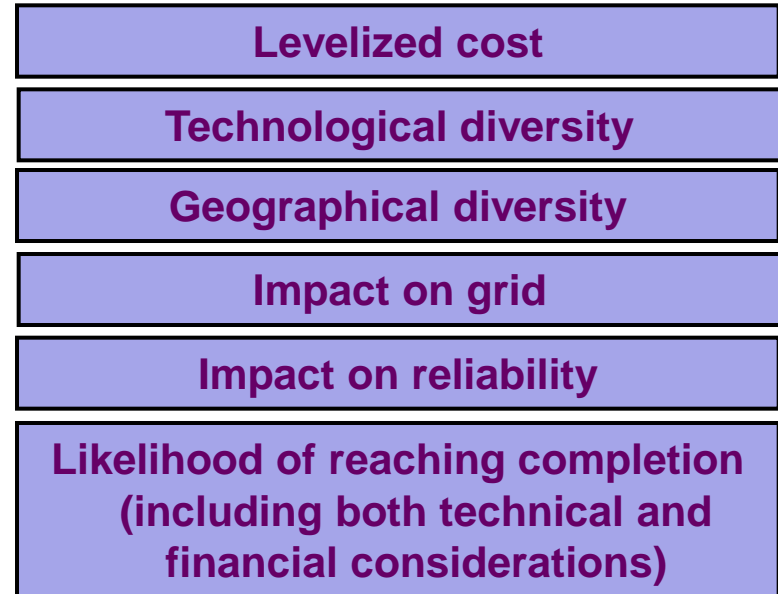 Levelized cost
Technological diversity
Geographical diversity
Impact on grid
Impact on reliability
Likelihood of reaching completion
(including both technical and
financial considerations)